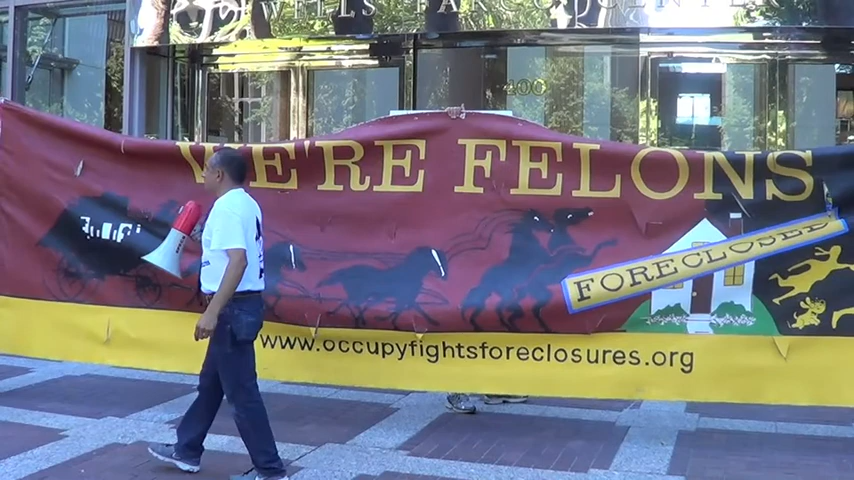 WELLS FARGO CENTER
400
WE'RE FELONS
FORECLOSED
www.occupyfightsforeclosures.org